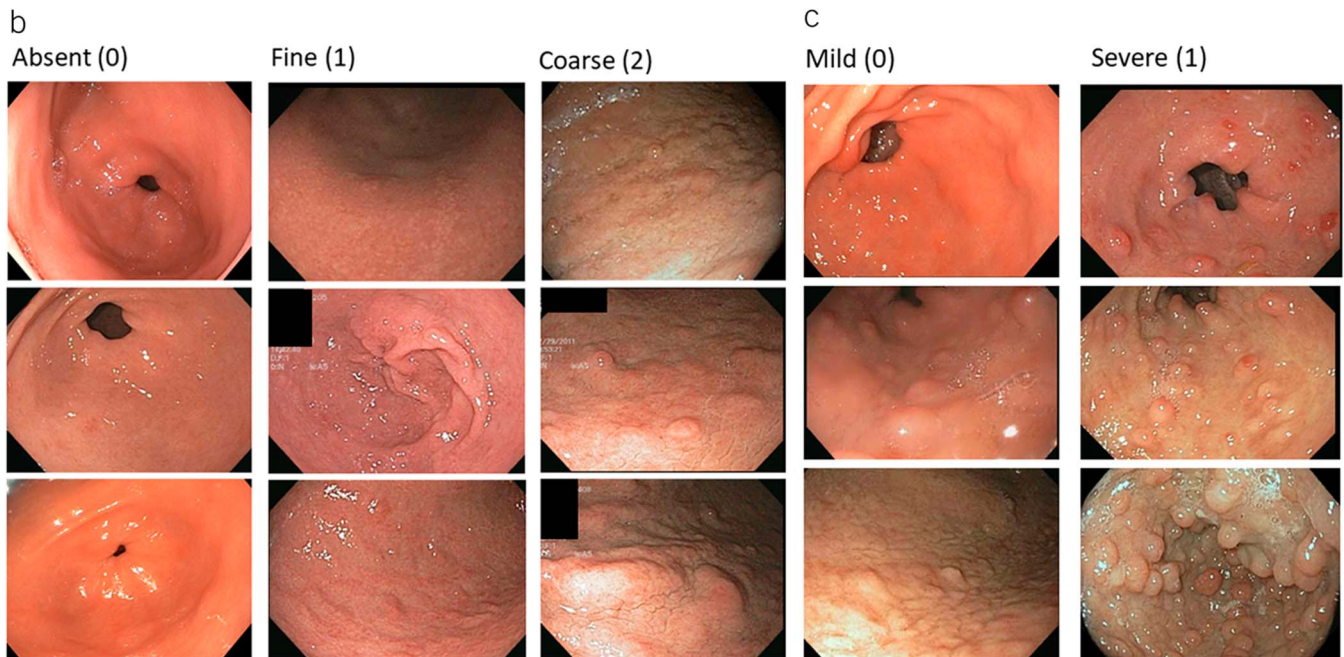 b
Absent (0)
Fine (1)
Coarse (2)
c
Mild (0)
Severe (1)